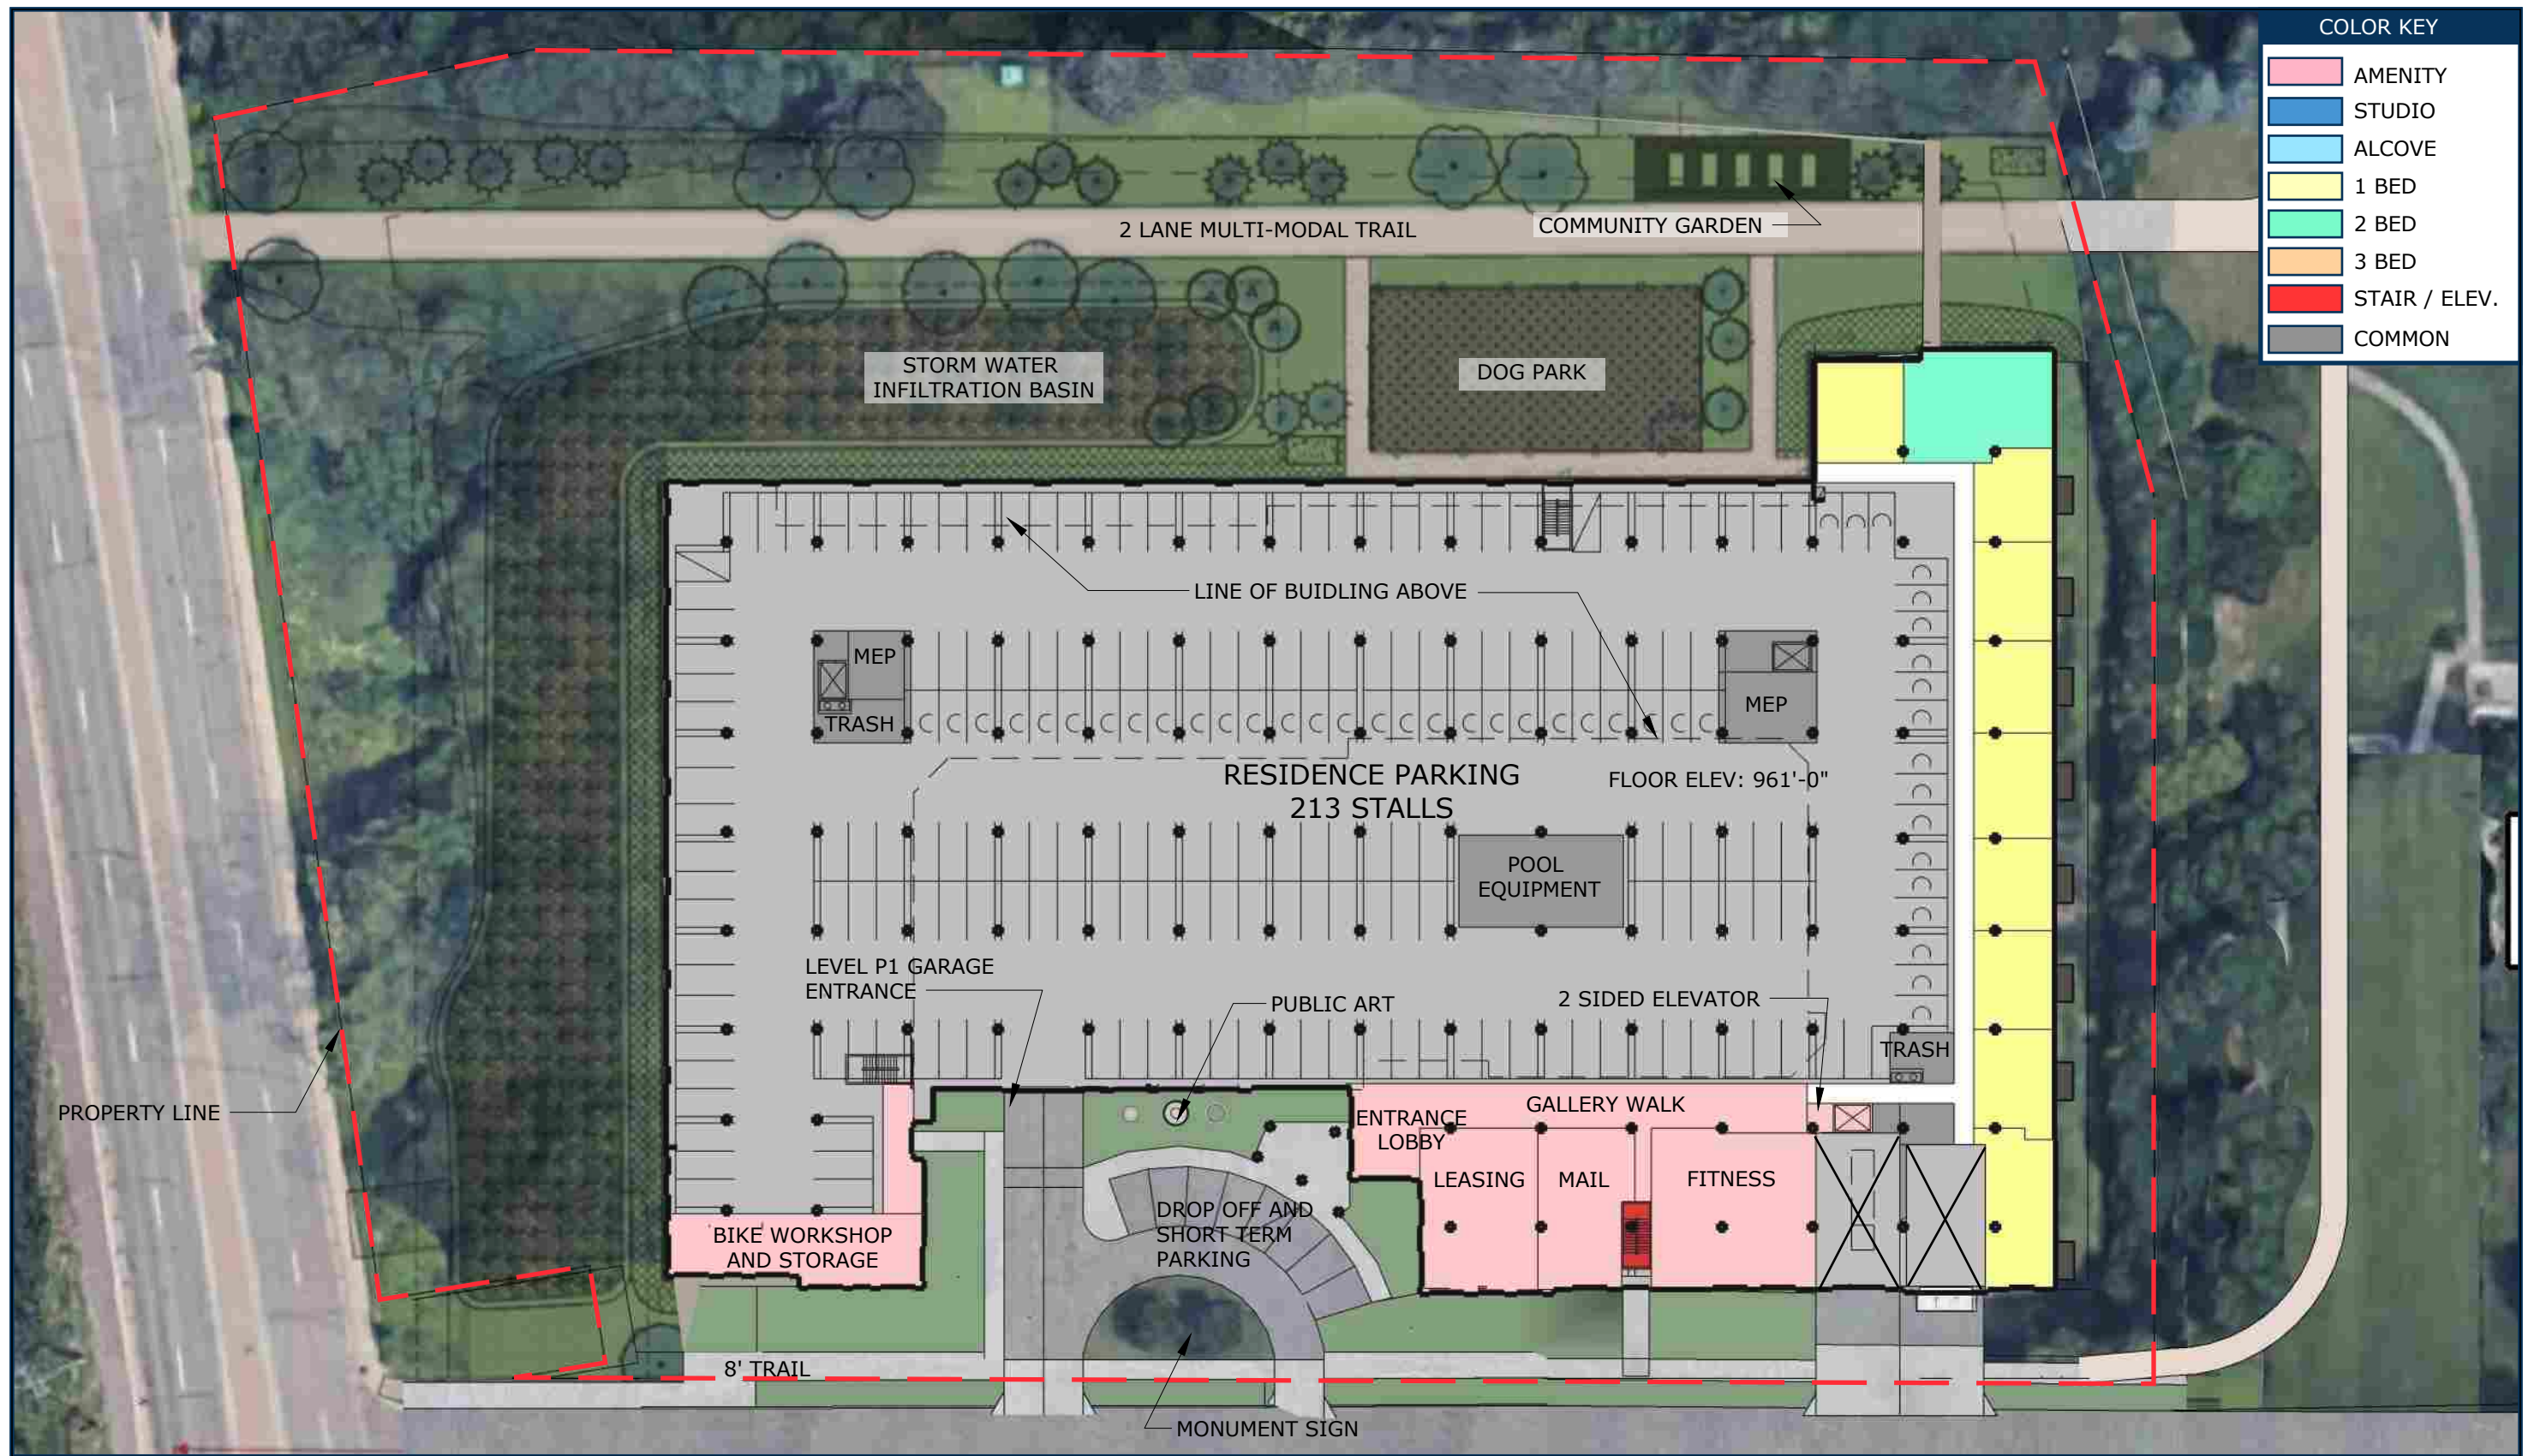 COLOR KEY
AMENITY
STUDIO
ALCOVE
1 BED
2 BED
3 BED
STAIR / ELEV.
COMMON
2 LANE MULTI-MODAL TRAIL
COMMUNITY GARDEN
STORM WATER
INFILTRATION BASIN
DOG PARK
LINE OF BUIDLING ABOVE
MEP
TRASH
MEP
RESIDENCE PARKING
213 STALLS
FLOOR ELEV: 961'-0"
POOL
EQUIPMENT
LEVEL P1 GARAGE
ENTRANCE
PUBLIC ART
2 SIDED ELEVATOR
TRASH
PROPERTY LINE
ENTRANCE
LOBBY
GALLERY WALK
LEASING
MAIL
FITNESS
DROP OFF AND
SHORT TERM
PARKING
BIKE WORKSHOP
AND STORAGE
8' TRAIL
MONUMENT SIGN